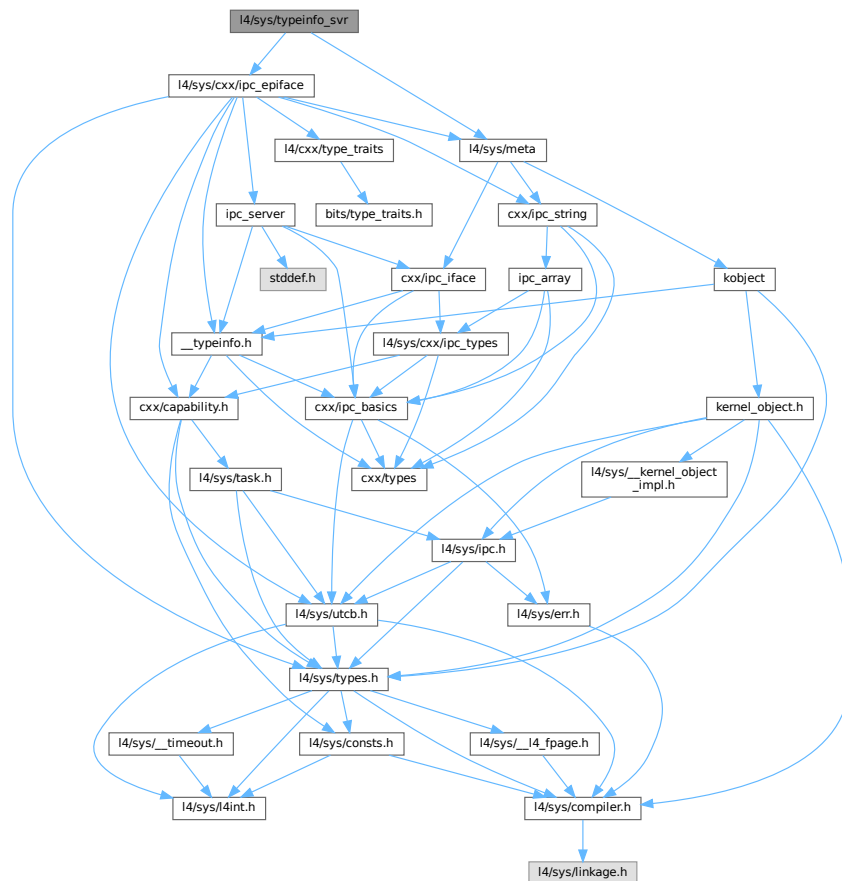 l4/sys/typeinfo_svr
l4/sys/cxx/ipc_epiface
l4/cxx/type_traits
l4/sys/meta
ipc_server
bits/type_traits.h
cxx/ipc_string
stddef.h
cxx/ipc_iface
ipc_array
kobject
__typeinfo.h
l4/sys/cxx/ipc_types
cxx/capability.h
cxx/ipc_basics
kernel_object.h
l4/sys/task.h
cxx/types
l4/sys/__kernel_object
_impl.h
l4/sys/ipc.h
l4/sys/utcb.h
l4/sys/err.h
l4/sys/types.h
l4/sys/__timeout.h
l4/sys/consts.h
l4/sys/__l4_fpage.h
l4/sys/l4int.h
l4/sys/compiler.h
l4/sys/linkage.h